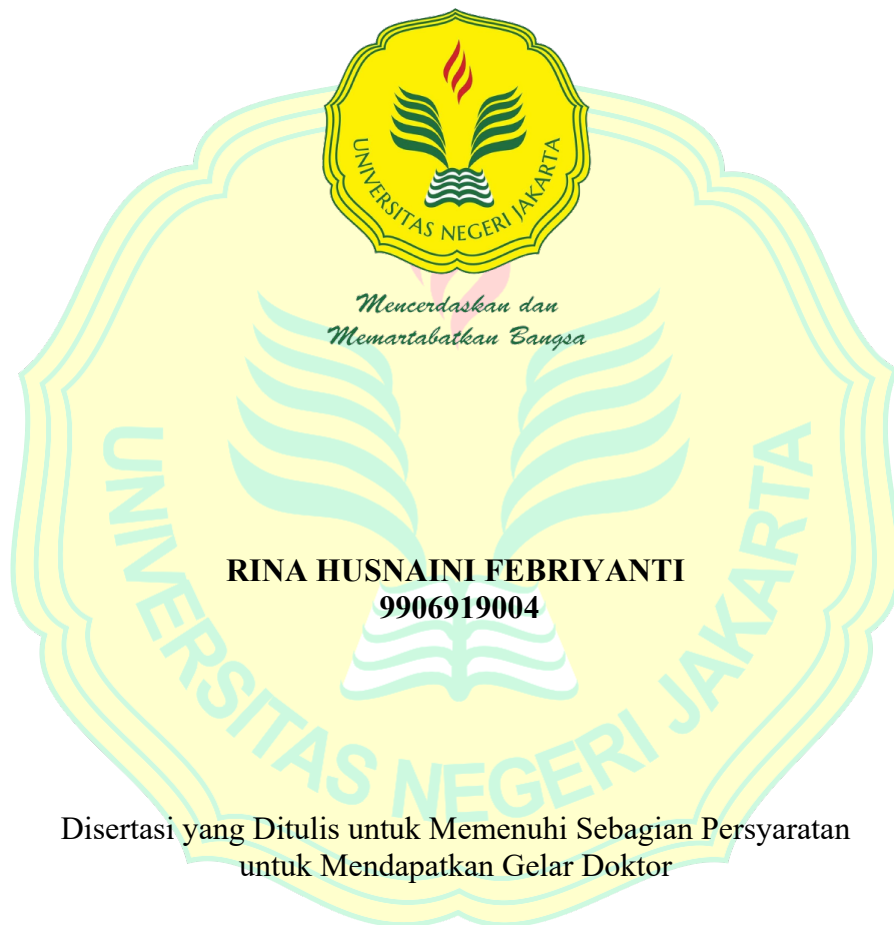 UNIVERSITAS NEGERI JAKARTA
Mencerdaskan dan
Memartabatkan Bangsa
UNIVERSITAS NEGERI JAKARTA
RINA HUSNAINI FEBRIYANTI
9906919004
Disertasi yang Ditulis untuk Memenuhi Sebagian Persyaratan
untuk Mendapatkan Gelar Doktor